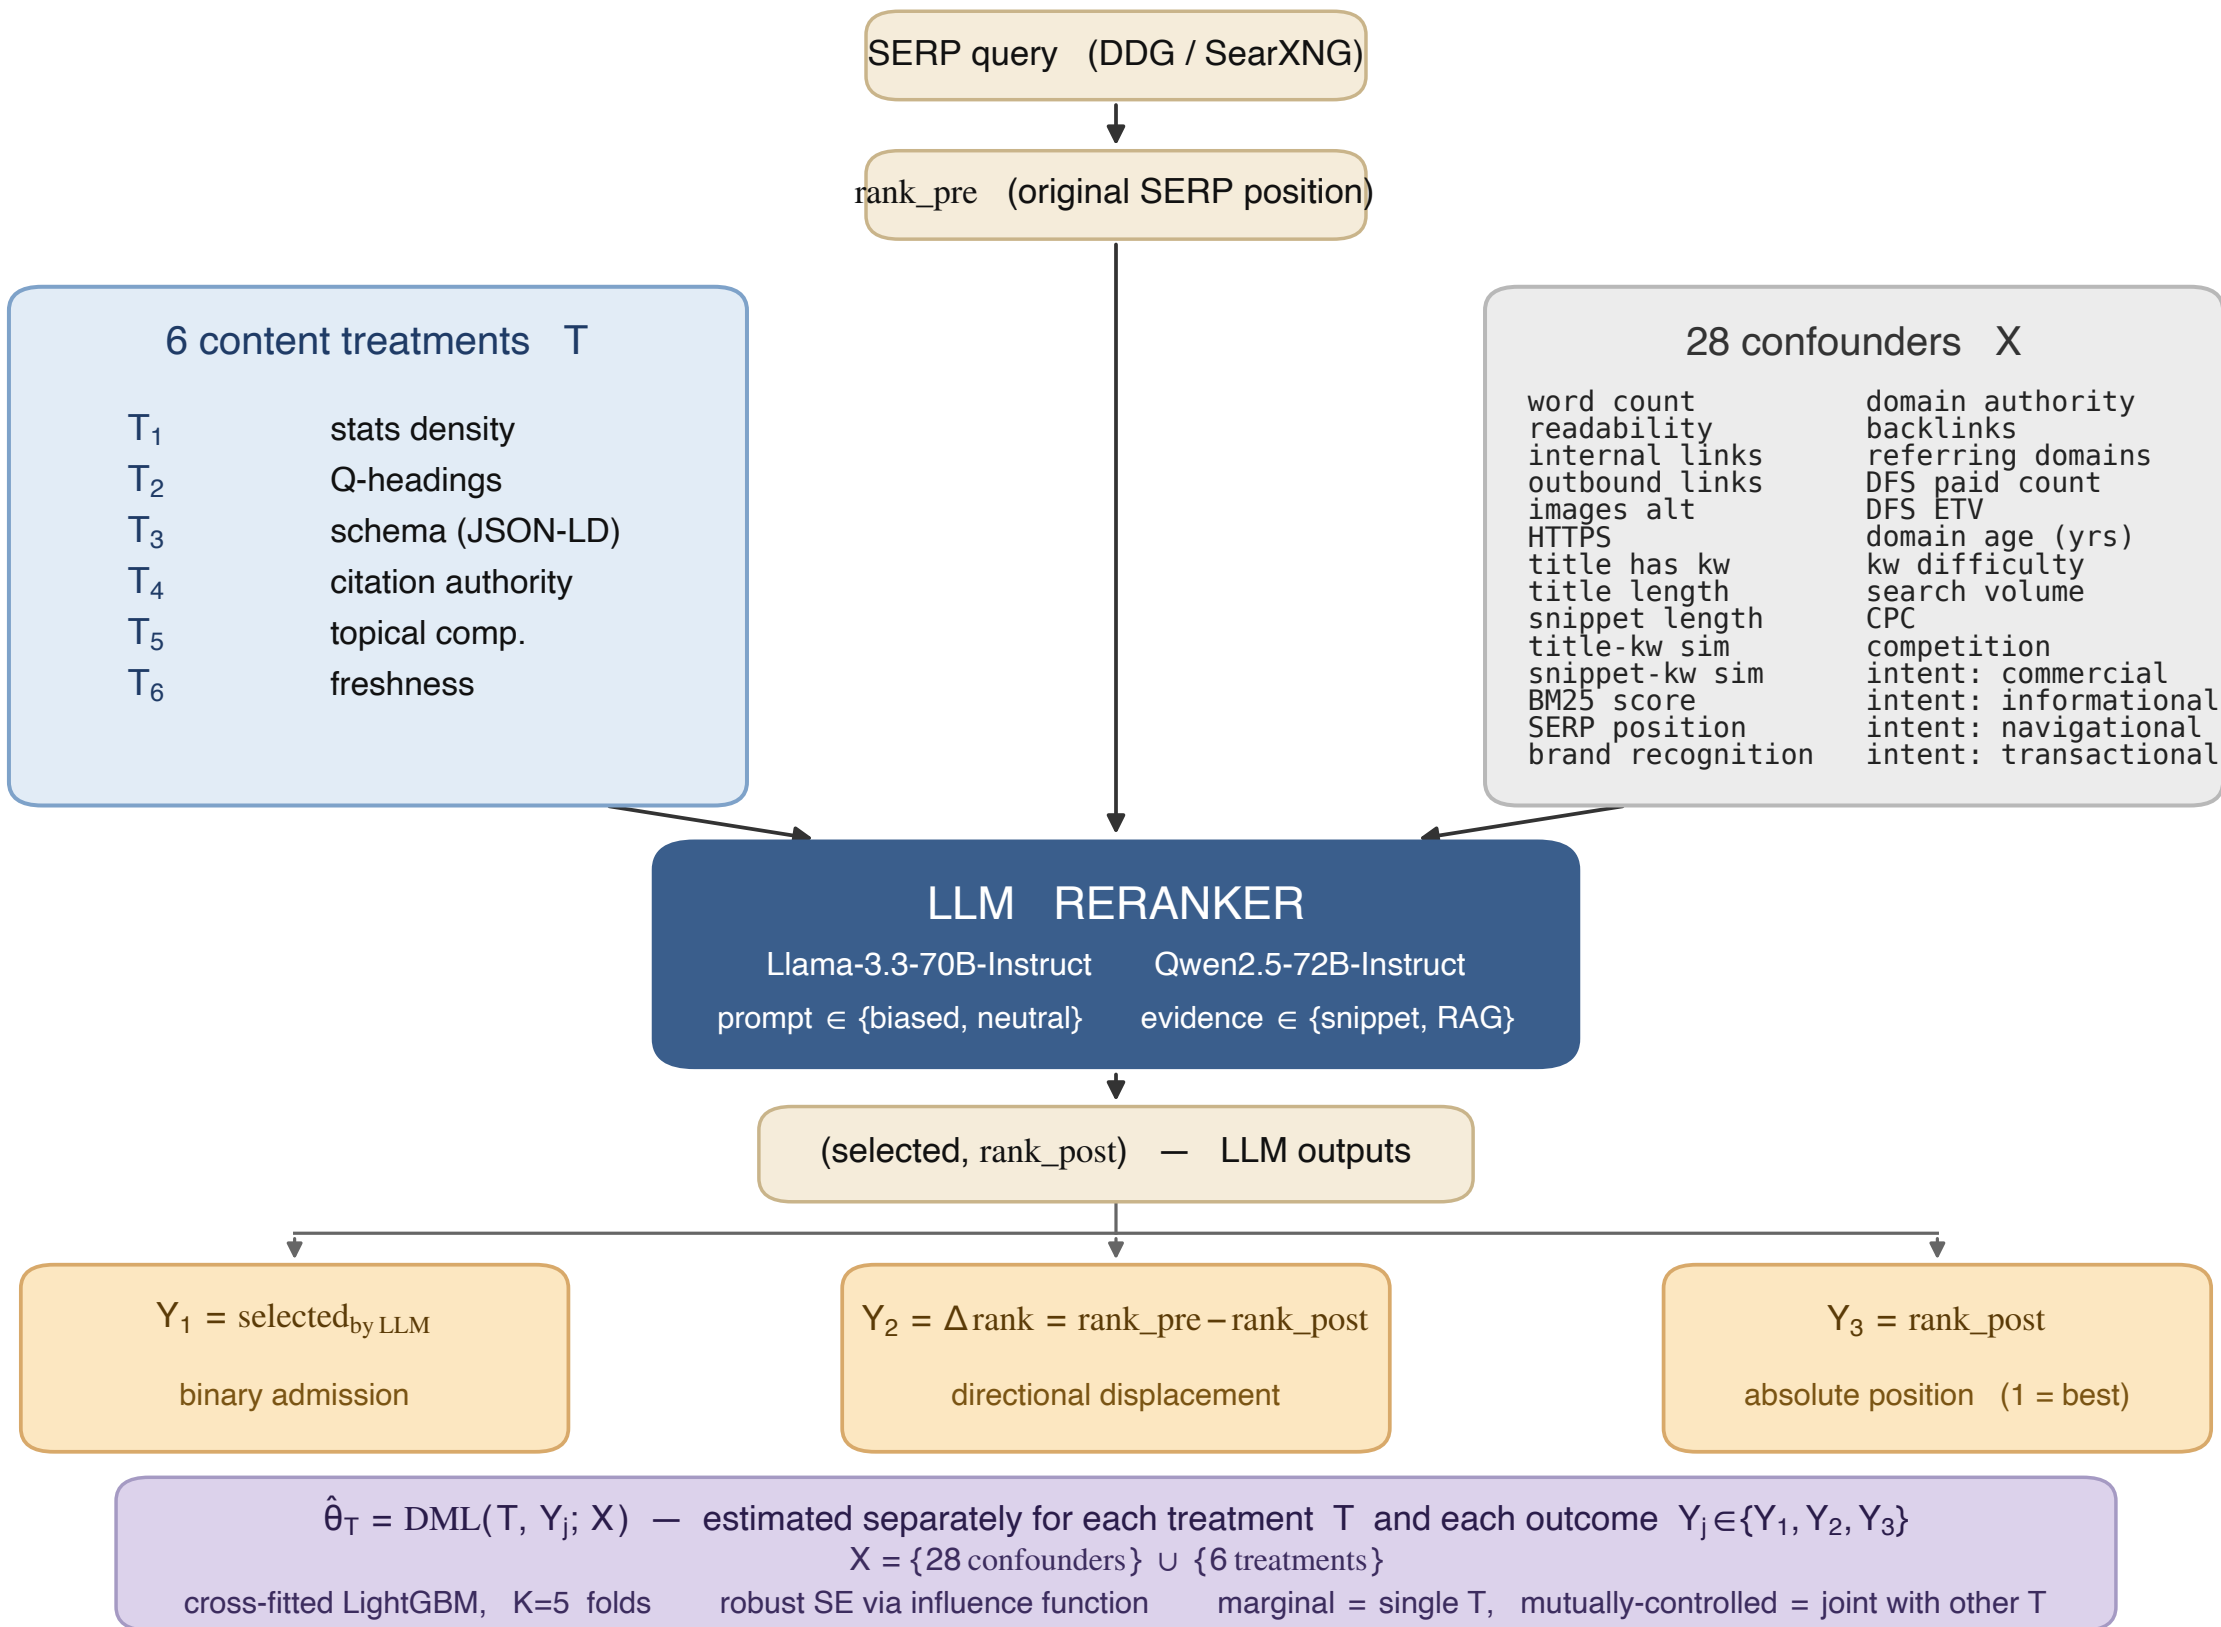 SERP query (DDG / SearXNG)
rank_pre (original SERP position)
6 content treatments T
T₁ stats density
T₂ Q-headings
T₃ schema (JSON-LD)
T₄ citation authority
T₅ topical comp.
T₆ freshness
28 confounders X
word count
readability
internal links
outbound links
images alt
HTTPS
title has kw
title length
snippet length
title-kw sim
snippet-kw sim
BM25 score
SERP position
brand recognition
domain authority
backlinks
referring domains
DFS paid count
DFS ETV
domain age (yrs)
kw difficulty
search volume
CPC
competition
intent: commercial
intent: informational
intent: navigational
intent: transactional
LLM RERANKER
Llama-3.3-70B-Instruct Qwen2.5-72B-Instruct
prompt ∈ {biased, neutral} evidence ∈ {snippet, RAG}
(selected, rank_post) — LLM outputs
Y₁ = selected_by LLM
binary admission
Y₂ = Δ rank = rank_pre − rank_post
directional displacement
Y₃ = rank_post
absolute position (1 = best)
θ̂_T = DML(T, Y_j; X) — estimated separately for each treatment T and each outcome Y_j ∈ {Y₁, Y₂, Y₃}
X = {28 confounders} ∪ {6 treatments}
cross-fitted LightGBM, K=5 folds robust SE via influence function marginal = single T, mutually-controlled = joint with other T